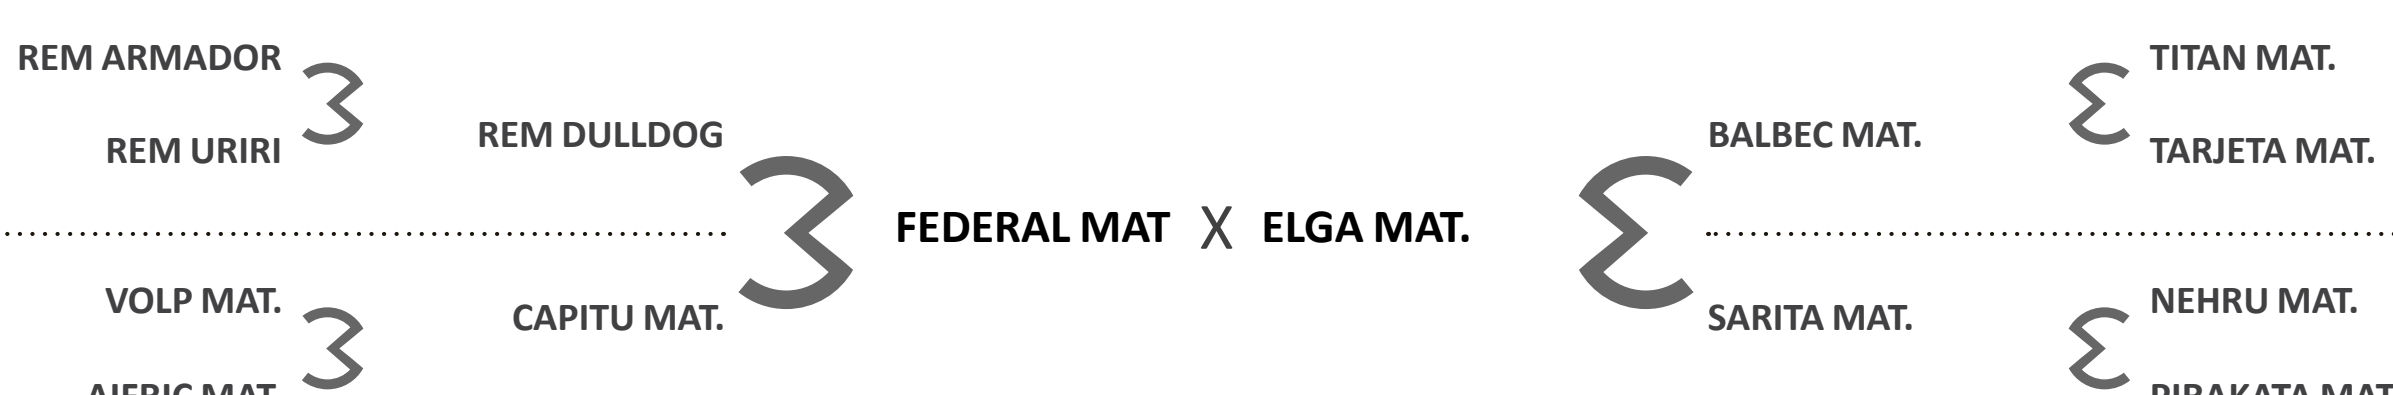 REM ARMADOR
REM URIRI
REM DULLDOG
VOLP MAT.
CAPITU MAT.
FEDERAL MAT X ELGA MAT.
BALBEC MAT.
SARITA MAT.
TITAN MAT.
TARJETA MAT.
NEHRU MAT.